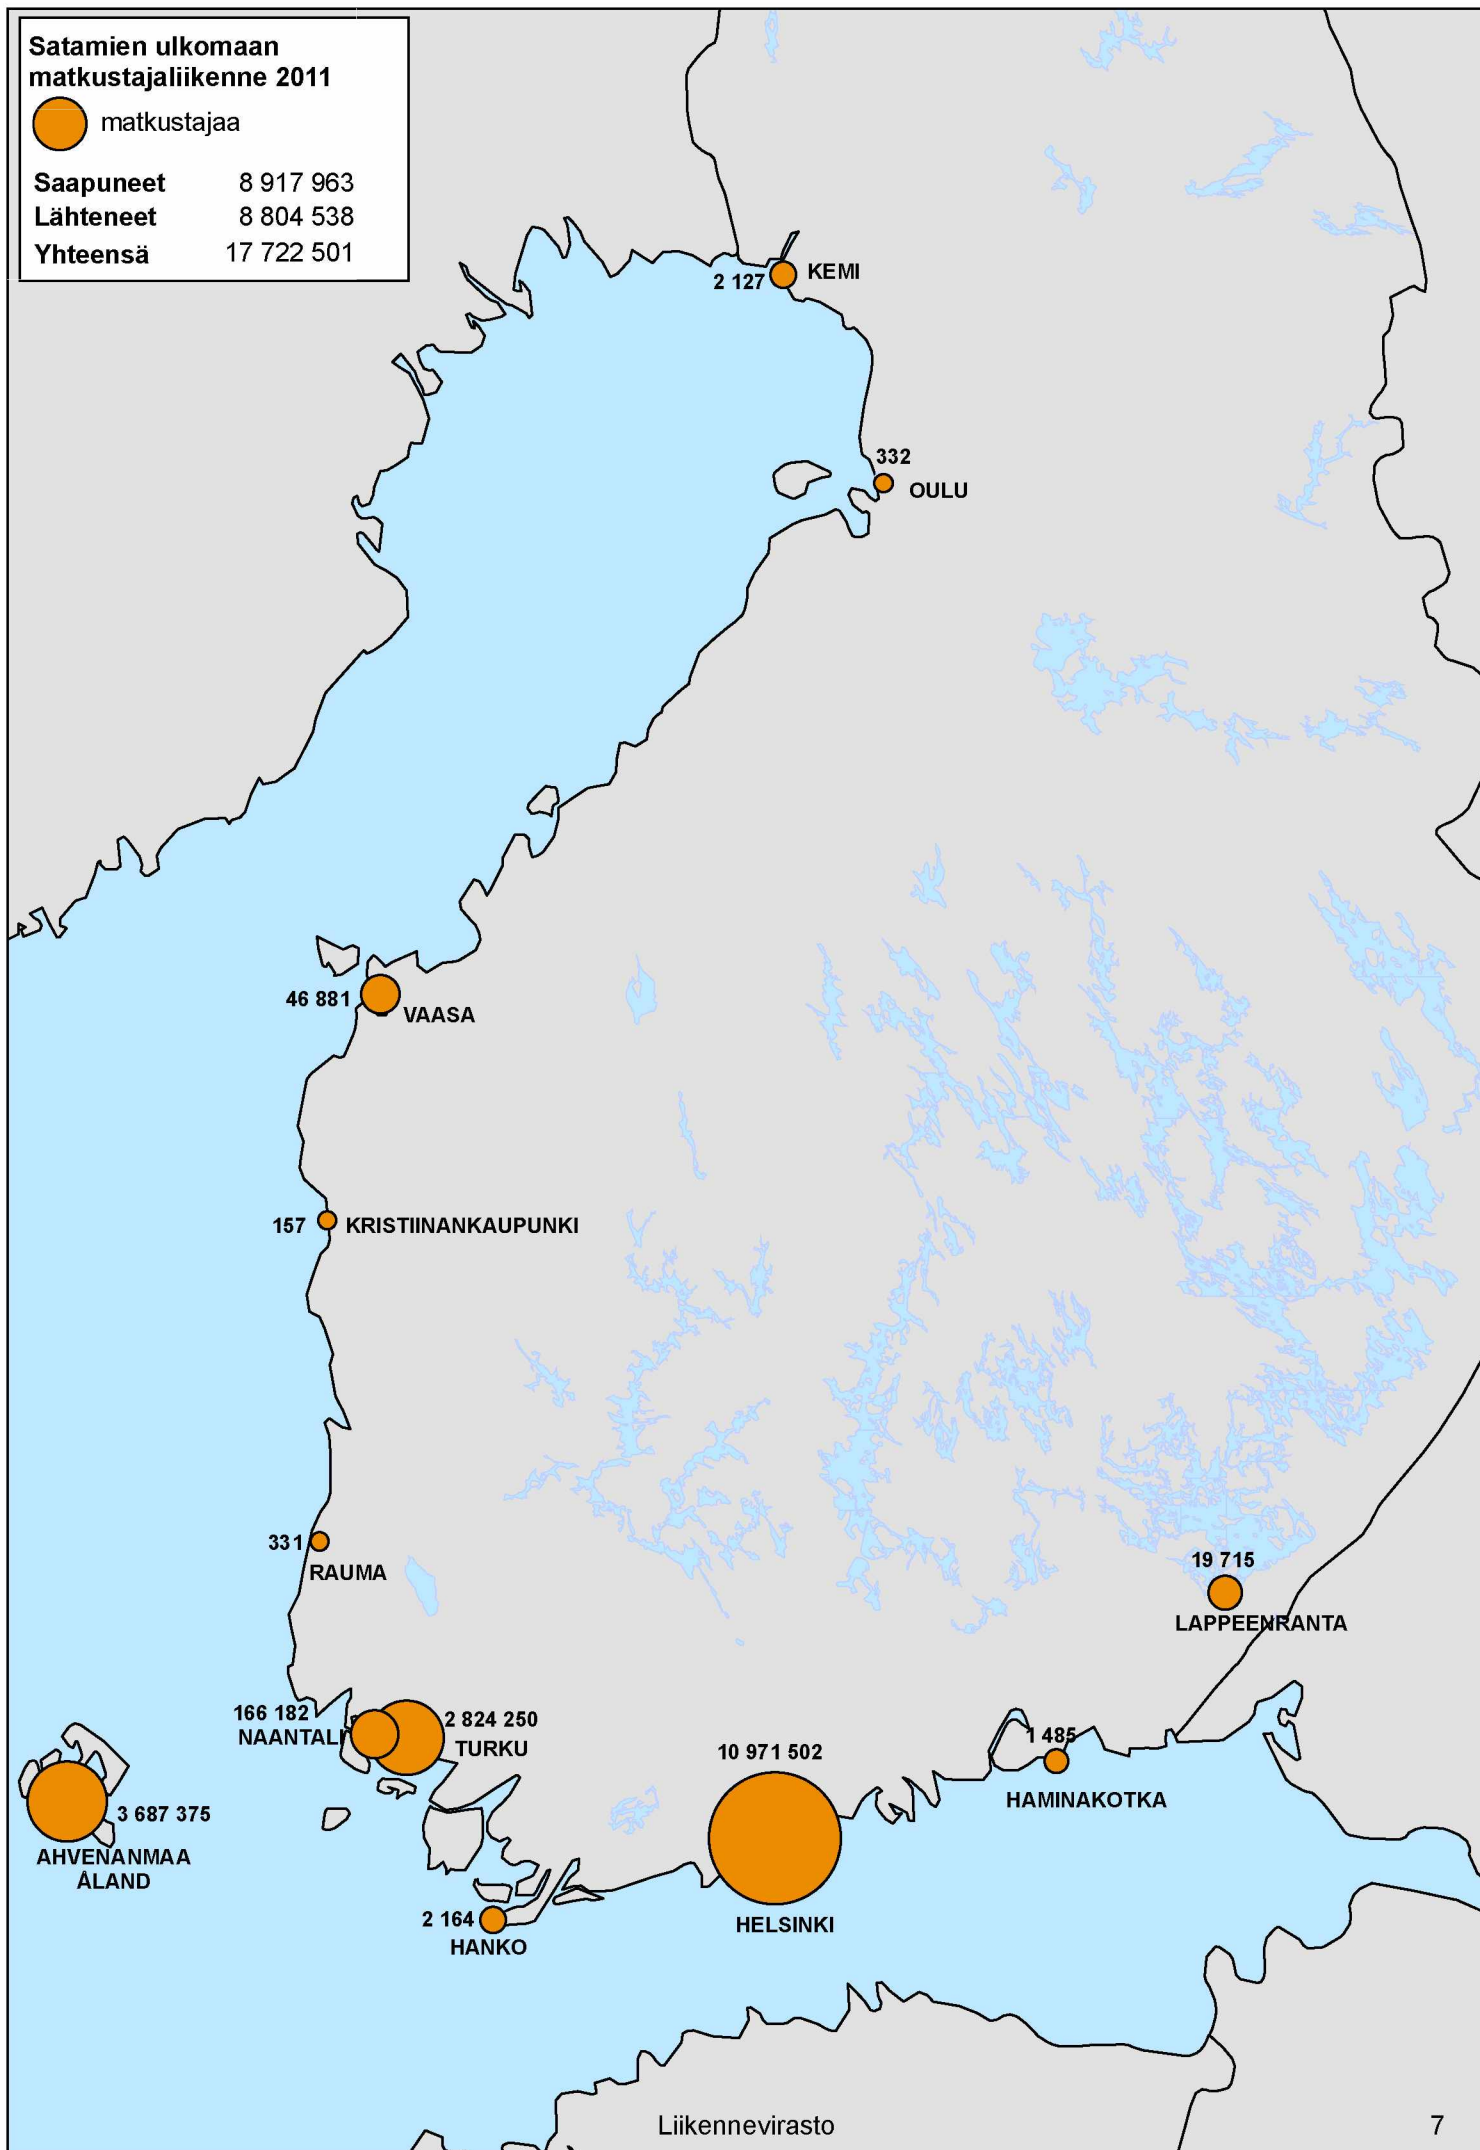 Satamien ulkomaan
matkustajaliikenne 2011
matkustajaa
Saapuneet 8 917 963
Lähteneet 8 804 538
Yhteensä 17 722 501
2 127 KEMI
332
OULU
46 881
VAASA
157 KRISTIINANKAUPUNKI
331
RAUMA
19 715
LAPPEENRANTA
166 182
NAANTALI
2 824 250
TURKU
10 971 502
HELSINKI
1 485
HAMINAKOTKA
3 687 375
AHVENANMAA
ÅLAND
2 164
HANKO
Liikennevirasto 7